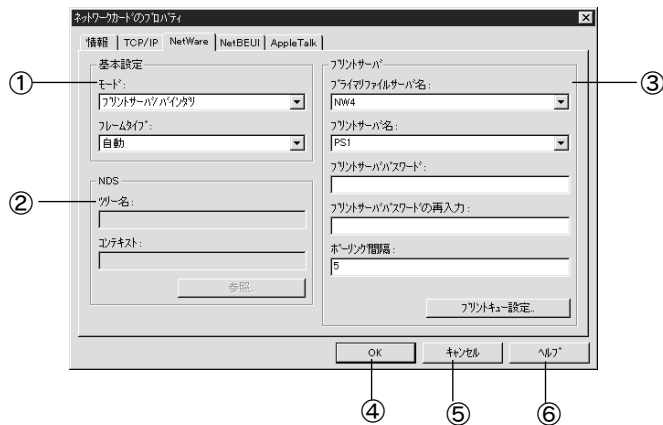 ネットワークカードのプロパティ
情報 TCP/IP NetWare NetBEUI AppleTalk
基本設定
①
モード:
プリントサーバ/バインダリ
フレームタイプ:
自動
NDS
②
ツリー名:
コンテキスト:
参照...
プリントサーバ
③
プライマリファイルサーバ名:
NW4
プリントサーバ名:
PS1
プリントサーバパスワード:
プリントサーバパスワードの再入力:
ポーリング間隔:
5
プリントキュー設定...
OK キャンセル ヘルプ
④ ⑤ ⑥